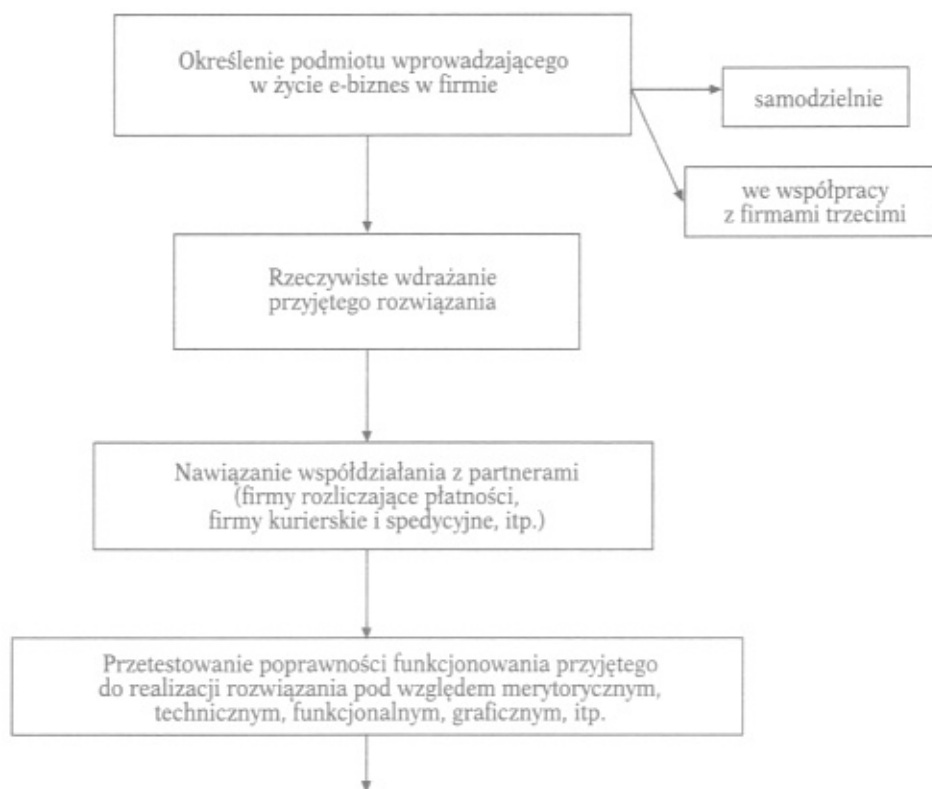 Określenie podmiotu wprowadzającego
w życie e-biznes w firmie
samodzielnie
we współpracy
z firmami trzecimi
Rzeczywiste wdrażanie
przyjętego rozwiązania
Nawiązanie współdziałania z partnerami
(firmy rozliczające płatności,
firmy kurierskie i spedycyjne, itp.)
Przetestowanie poprawności funkcjonowania przyjętego
do realizacji rozwiązania pod względem merytorycznym,
technicznym, funkcjonalnym, graficznym, itp.